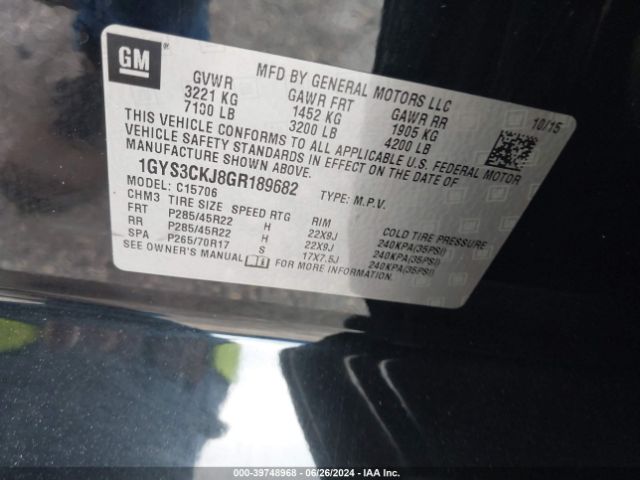 GM
MFD BY GENERAL MOTORS LLC
GVWR GAWR FRT GAWR RR 10/15
3221 KG 1452 KG 1905 KG
7100 LB 3200 LB 4200 LB
THIS VEHICLE CONFORMS TO ALL APPLICABLE U.S. FEDERAL MOTOR
VEHICLE SAFETY STANDARDS IN EFFECT ON THE DATE OF
MANUFACTURE SHOWN ABOVE.
1GYS3CKJ8GR189682 TYPE: M.P.V.
MODEL: C15706
CHM3 TIRE SIZE SPEED RTG RIM COLD TIRE PRESSURE
FRT P285/45R22 H 22X9J 240KPA(35PSI)
RR P285/45R22 H 22X9J 240KPA(35PSI)
SPA P265/70R17 S 17X7.5J 240KPA(35PSI)
SEE OWNER'S MANUAL FOR MORE INFORMATION.
000-39748968 | 06/26/2024 | IAA Inc.